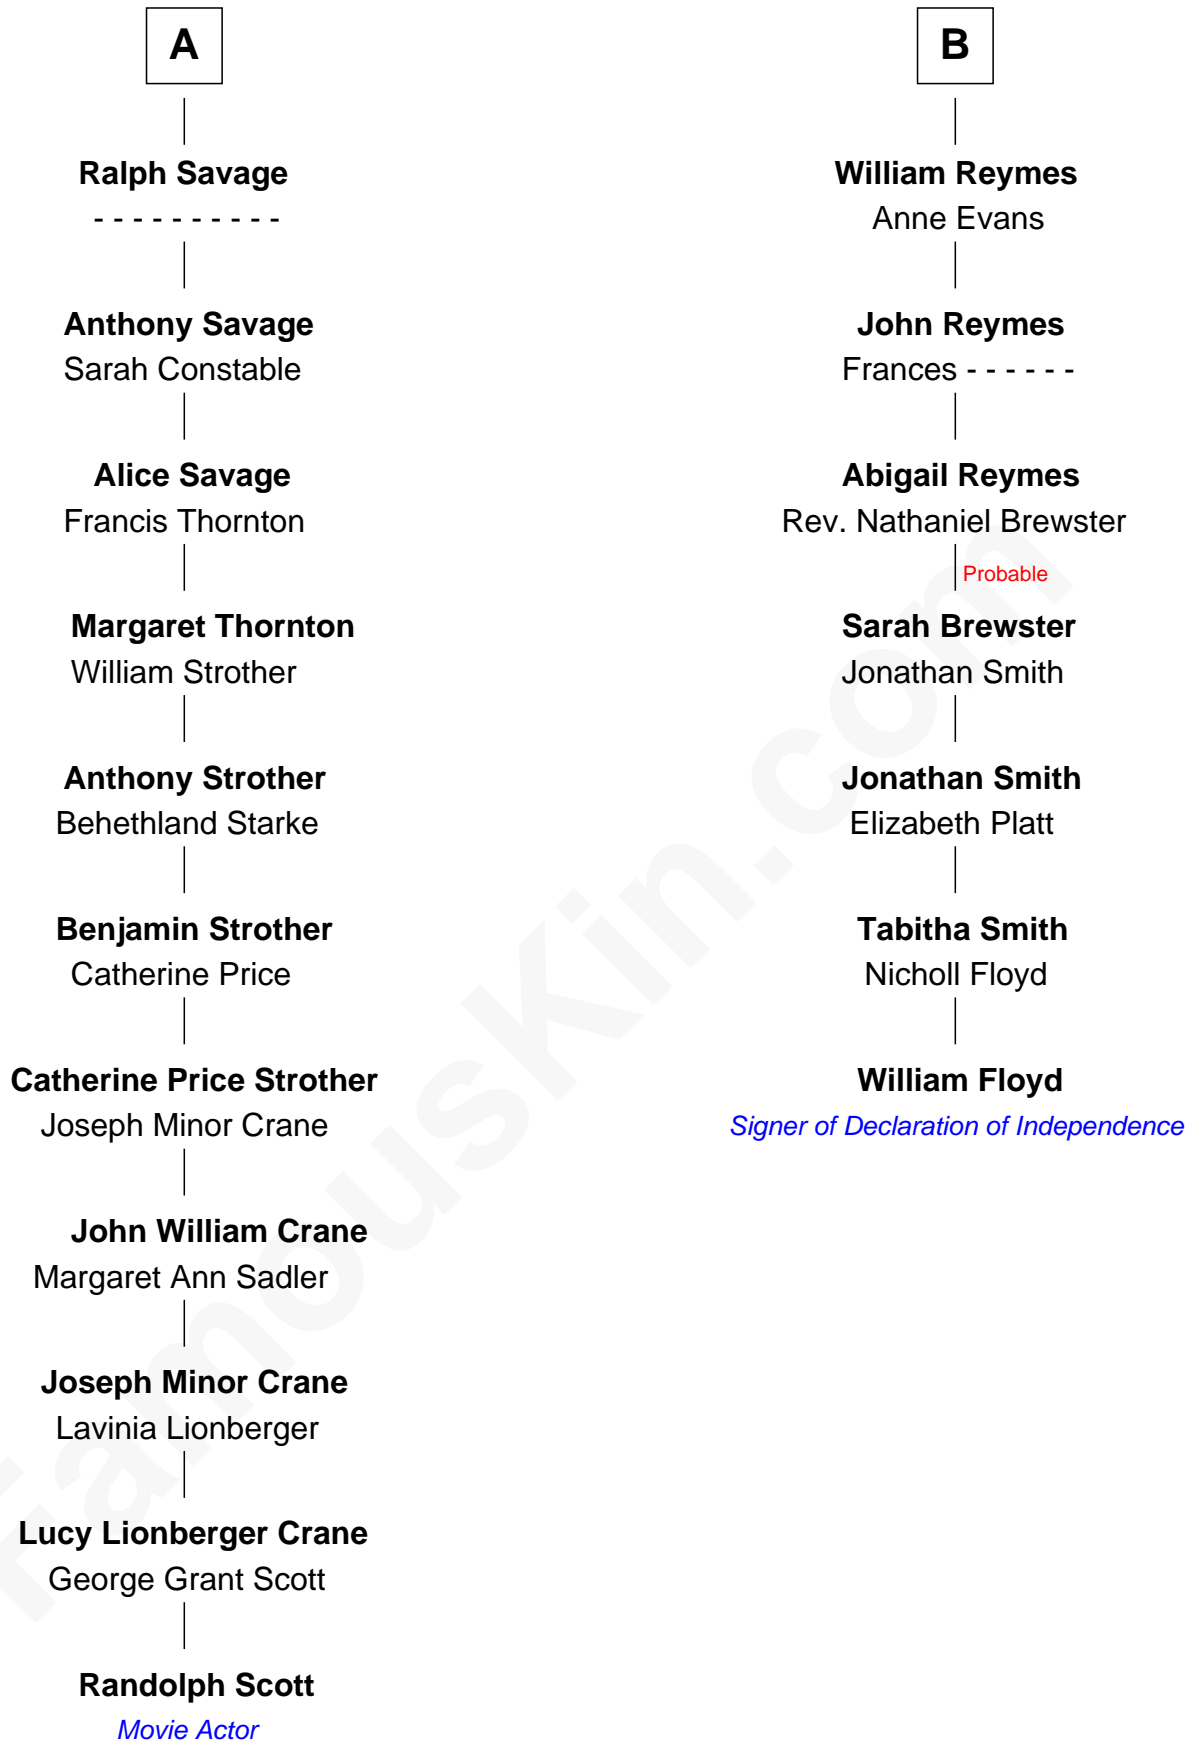 A
Ralph Savage
- - - - - - - - - -
Anthony Savage
Sarah Constable
Alice Savage
Francis Thornton
Margaret Thornton
William Strother
Anthony Strother
Behethland Starke
Benjamin Strother
Catherine Price
Catherine Price Strother
Joseph Minor Crane
John William Crane
Margaret Ann Sadler
Joseph Minor Crane
Lavinia Lionberger
Lucy Lionberger Crane
George Grant Scott
Randolph Scott
Movie Actor
B
William Reymes
Anne Evans
John Reymes
Frances - - - - - -
Abigail Reymes
Rev. Nathaniel Brewster
Probable
Sarah Brewster
Jonathan Smith
Jonathan Smith
Elizabeth Platt
Tabitha Smith
Nicholl Floyd
William Floyd
Signer of Declaration of Independence
FamousKin.com